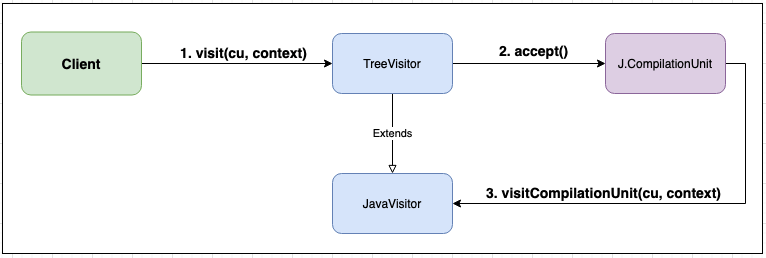 Client
1. visit(cu, context)
TreeVisitor
2. accept()
J.CompilationUnit
Extends
JavaVisitor
3. visitCompilationUnit(cu, context)